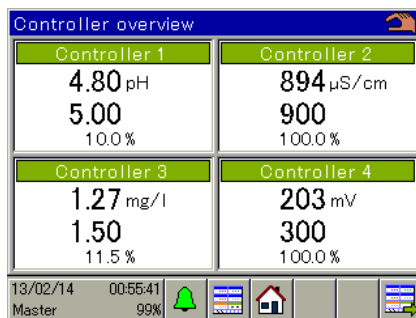 Controller overview
Controller 1
4.80 pH
5.00
10.0 %
Controller 2
894 µS/cm
900
100.0 %
Controller 3
1.27 mg/l
1.50
11.5 %
Controller 4
203 mV
300
100.0 %
13/02/14 00:55:41
Master 99%